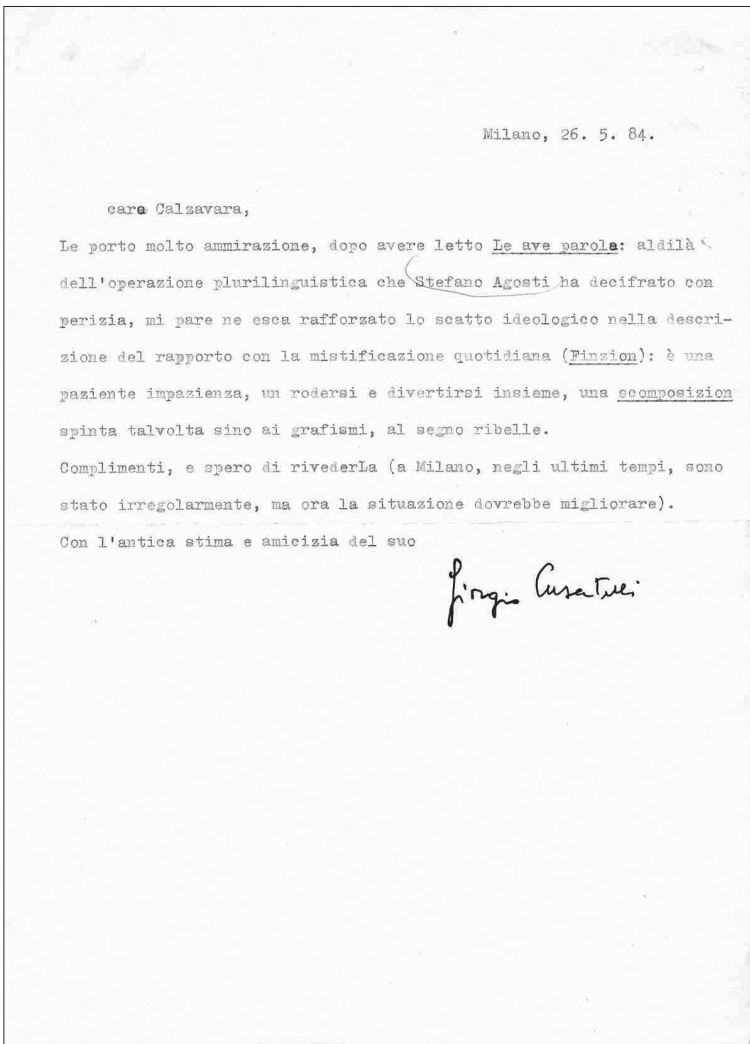 Milano, 26. 5. 84.
caro Calzavara,
Le porto molto ammirazione, dopo avere letto Le ave parola: aldilà
dell'operazione plurilinguistica che Stefano Agosti ha decifrato con
perizia, mi pare ne esca rafforzato lo scatto ideologico nella descri-
zione del rapporto con la mistificazione quotidiana (Finzion): è una
paziente impazienza, un rodersi e divertirsi insieme, una scomposizion
spinta talvolta sino ai grafismi, al segno ribelle.
Complimenti, e spero di rivederLa (a Milano, negli ultimi tempi, sono
stato irregolarmente, ma ora la situazione dovrebbe migliorare).
Con l'antica stima e amicizia del suo
Giorgio Cusatelli